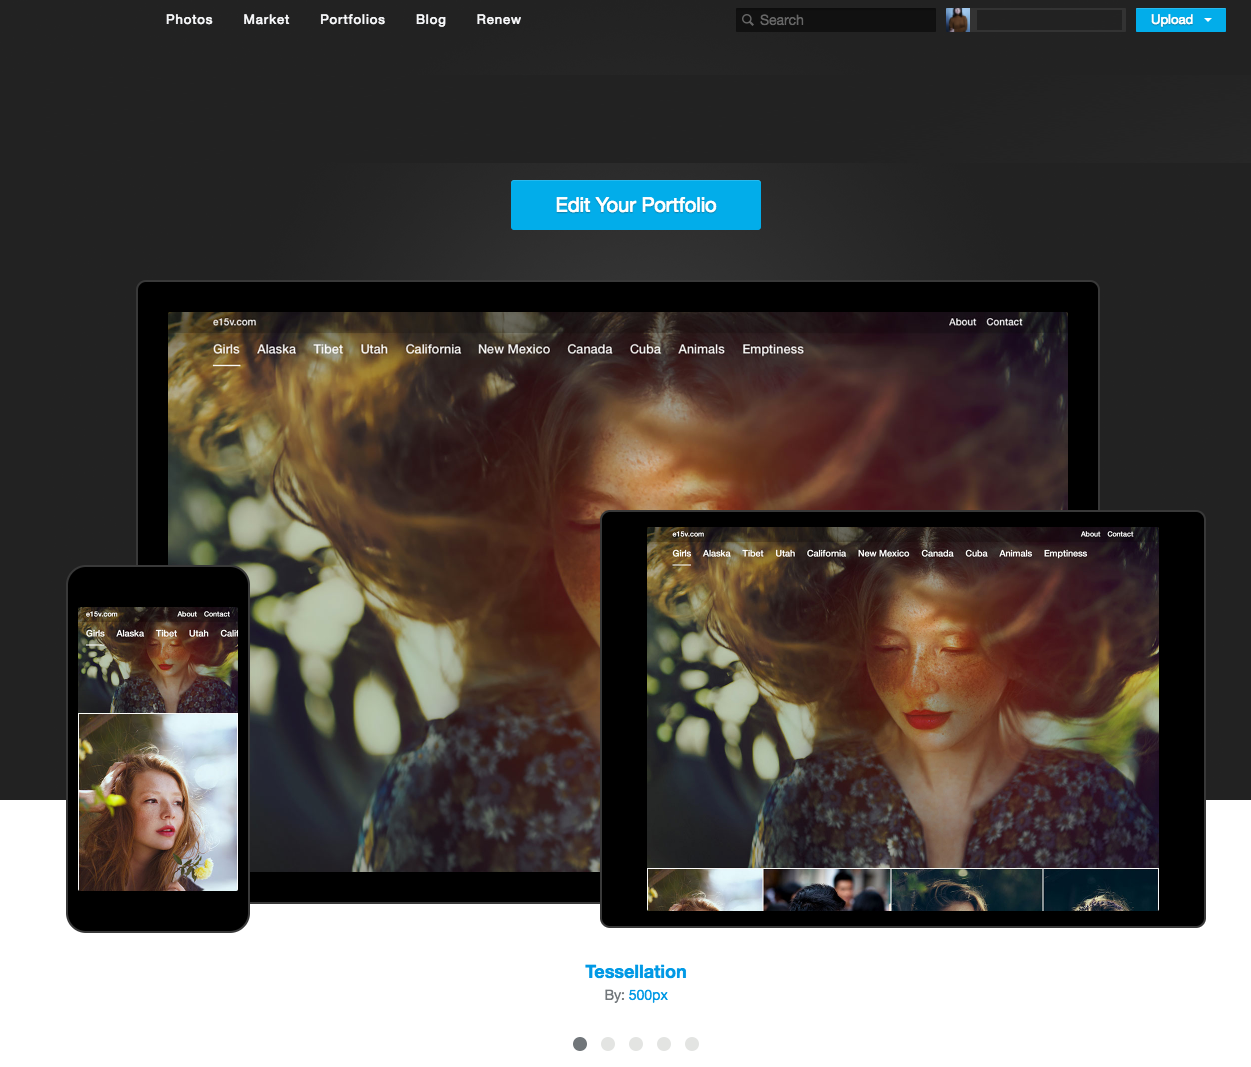 Photos Market Portfolios Blog Renew Search Upload
Edit Your Portfolio
e15v.com About Contact
Girls Alaska Tibet Utah California New Mexico Canada Cuba Animals Emptiness
e15v.com About Contact
Girls Alaska Tibet Utah California New Mexico Canada Cuba Animals Emptiness
e15v.com About Contact
Girls Alaska Tibet Utah Calif
Tessellation
By: 500px